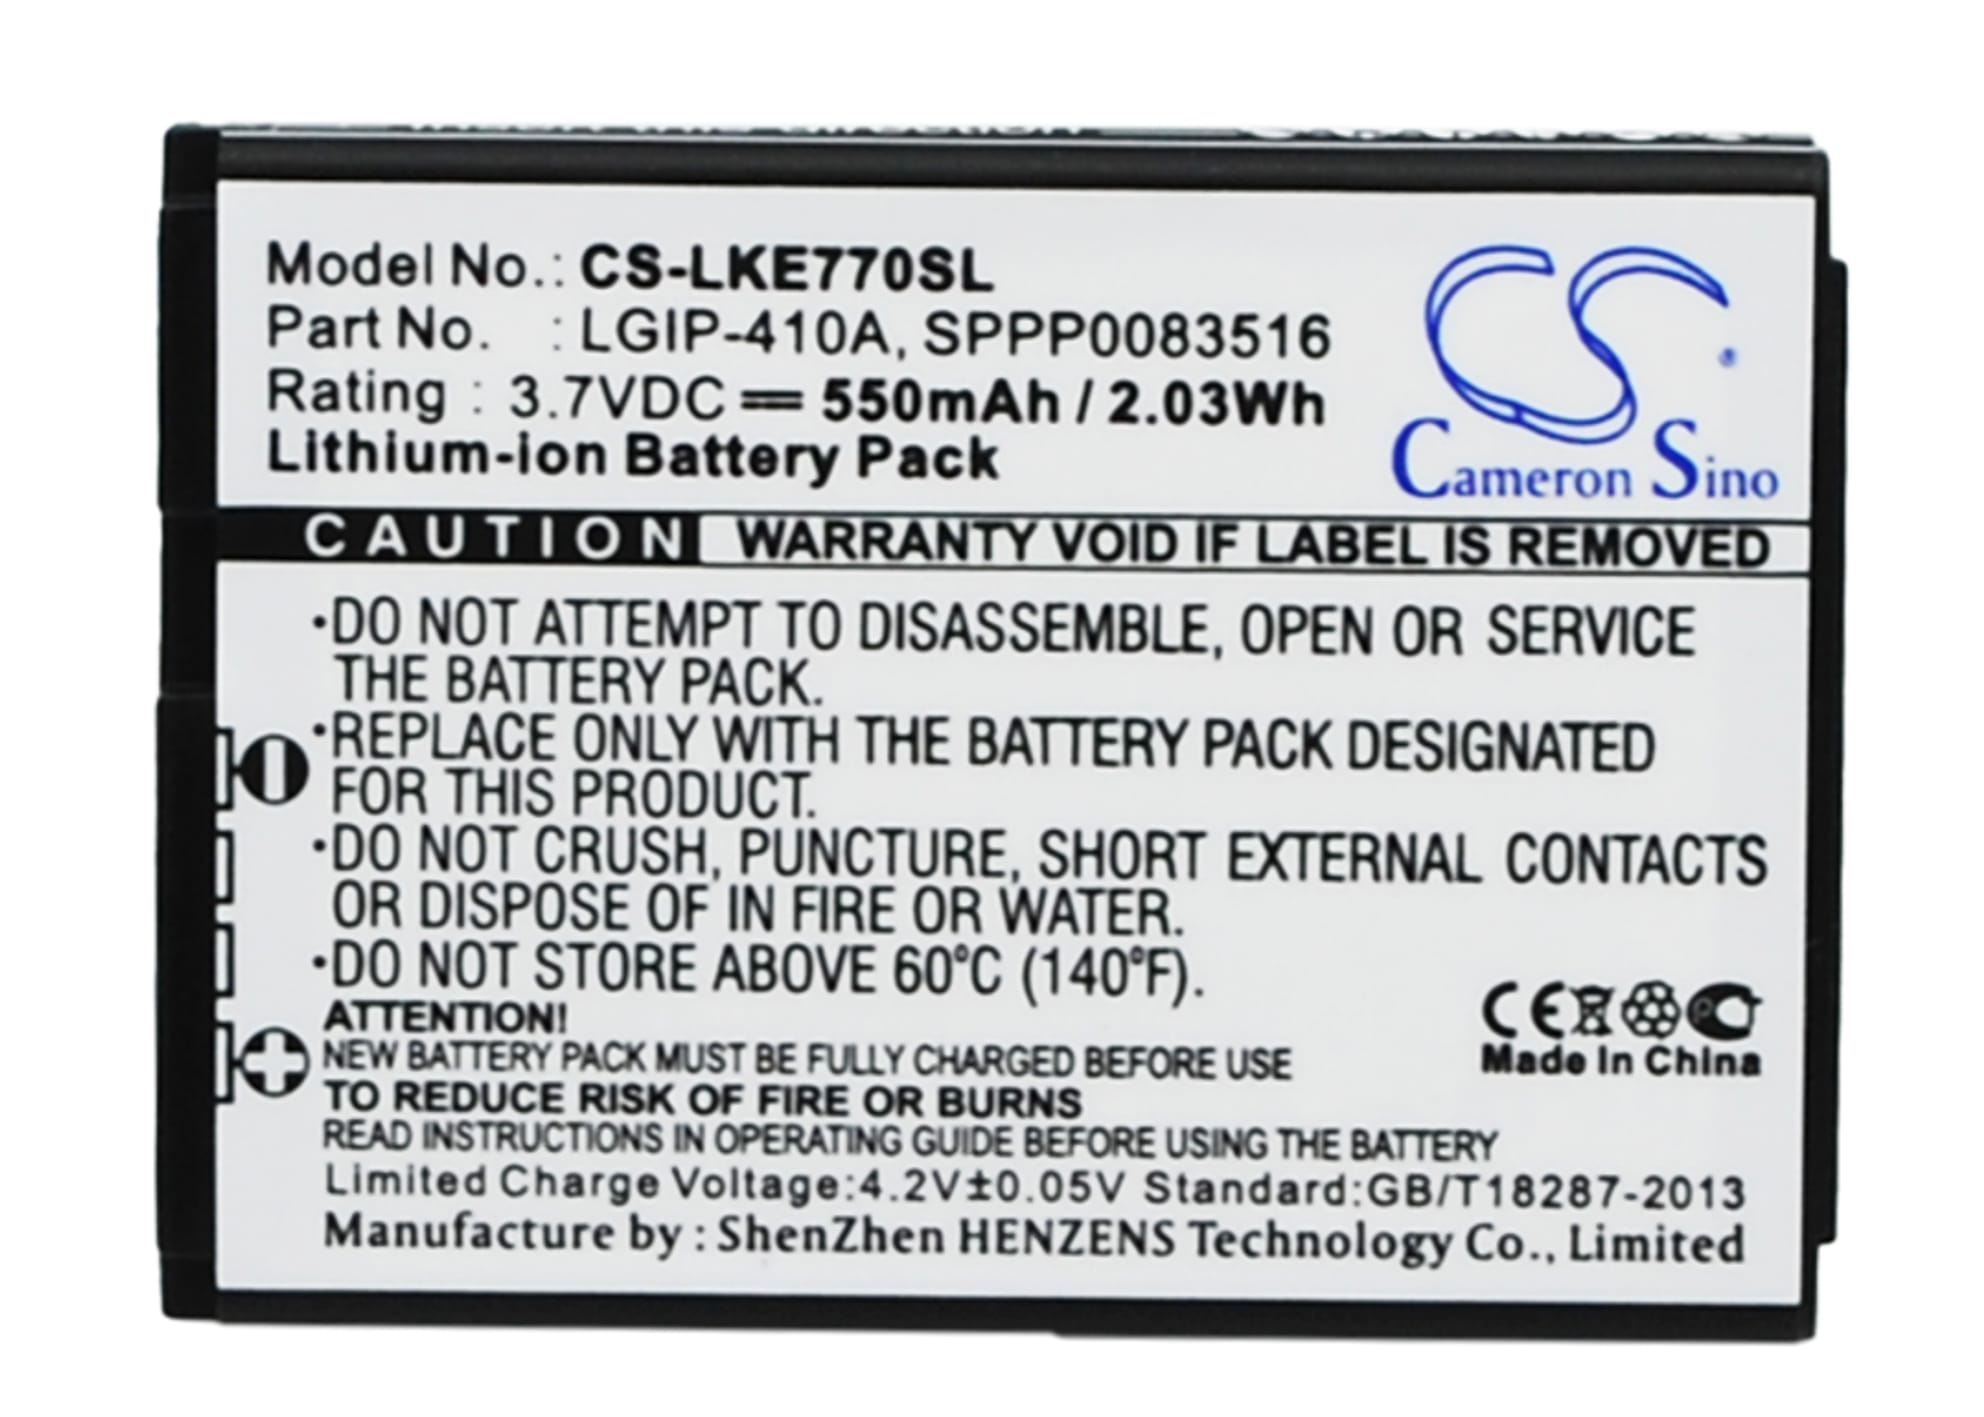 Model No.: CS-LKE770SL
Part No. : LGIP-410A, SPPP0083516
Rating : 3.7VDC 550mAh / 2.03Wh
Lithium-ion Battery Pack
CS
®
Cameron Sino
CAUTION WARRANTY VOID IF LABEL IS REMOVED
·DO NOT ATTEMPT TO DISASSEMBLE, OPEN OR SERVICE
THE BATTERY PACK.
·REPLACE ONLY WITH THE BATTERY PACK DESIGNATED
FOR THIS PRODUCT.
·DO NOT CRUSH, PUNCTURE, SHORT EXTERNAL CONTACTS
OR DISPOSE OF IN FIRE OR WATER.
·DO NOT STORE ABOVE 60°C (140°F).
ATTENTION!
NEW BATTERY PACK MUST BE FULLY CHARGED BEFORE USE
TO REDUCE RISK OF FIRE OR BURNS
READ INSTRUCTIONS IN OPERATING GUIDE BEFORE USING THE BATTERY
Limited Charge Voltage:4.2V±0.05V Standard:GB/T18287-2013
Manufacture by : ShenZhen HENZENS Technology Co., Limited
CE
Made In China